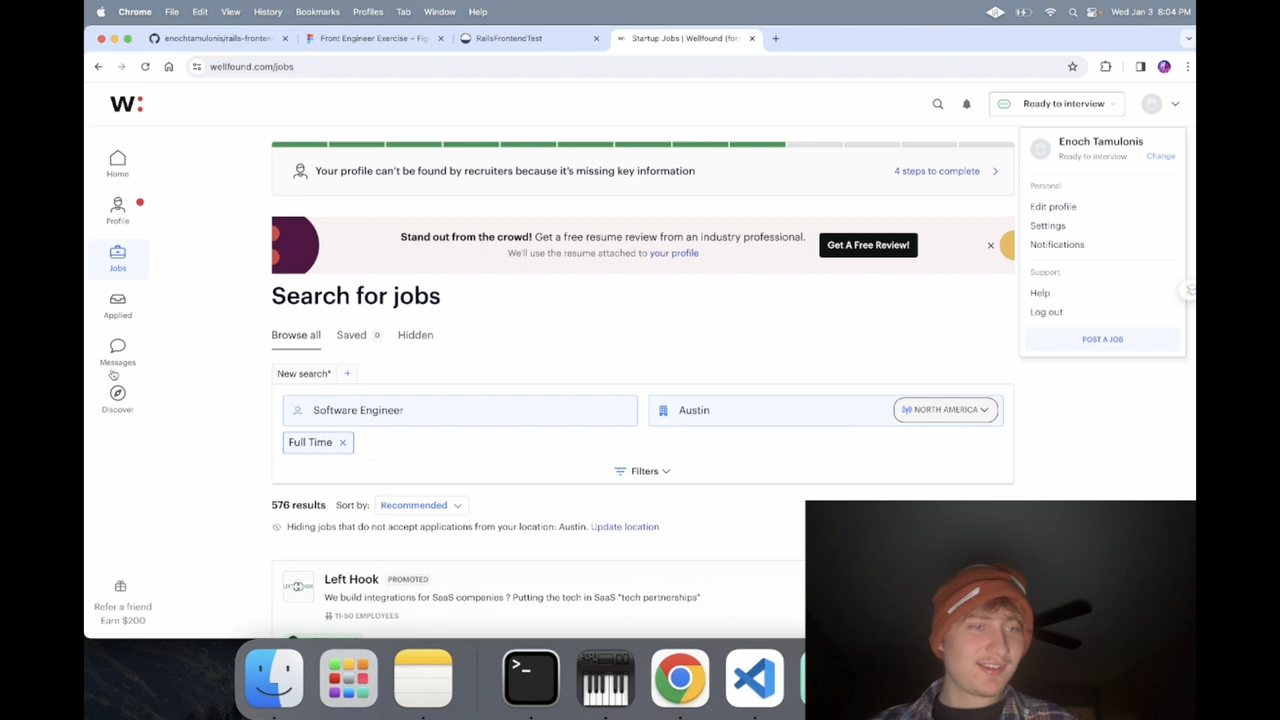 Chrome File Edit View History Bookmarks Profiles Tab Window Help
Wed Jan 3 8:04 PM
enochtamulonis/rails-fronten
Front Engineer Exercise – Fig
RailsFrontendTest
Startup Jobs | Wellfound (for
wellfound.com/jobs
W:
Ready to interview
Home
Profile
Jobs
Applied
Messages
Discover
Refer a friend
Earn $200
Your profile can't be found by recruiters because it's missing key information
4 steps to complete
Stand out from the crowd! Get a free resume review from an industry professional.
We'll use the resume attached to your profile
Get A Free Review!
Search for jobs
Browse all Saved 0 Hidden
New search* +
Software Engineer
Austin
NORTH AMERICA
Full Time
Filters
576 results Sort by: Recommended
Hiding jobs that do not accept applications from your location: Austin. Update location
LEFT HOOK
Left Hook PROMOTED
We build integrations for SaaS companies ? Putting the tech in SaaS "tech partnerships"
11-50 EMPLOYEES
Enoch Tamulonis
Ready to interview Change
Personal
Edit profile
Settings
Notifications
Support
Help
Log out
POST A JOB